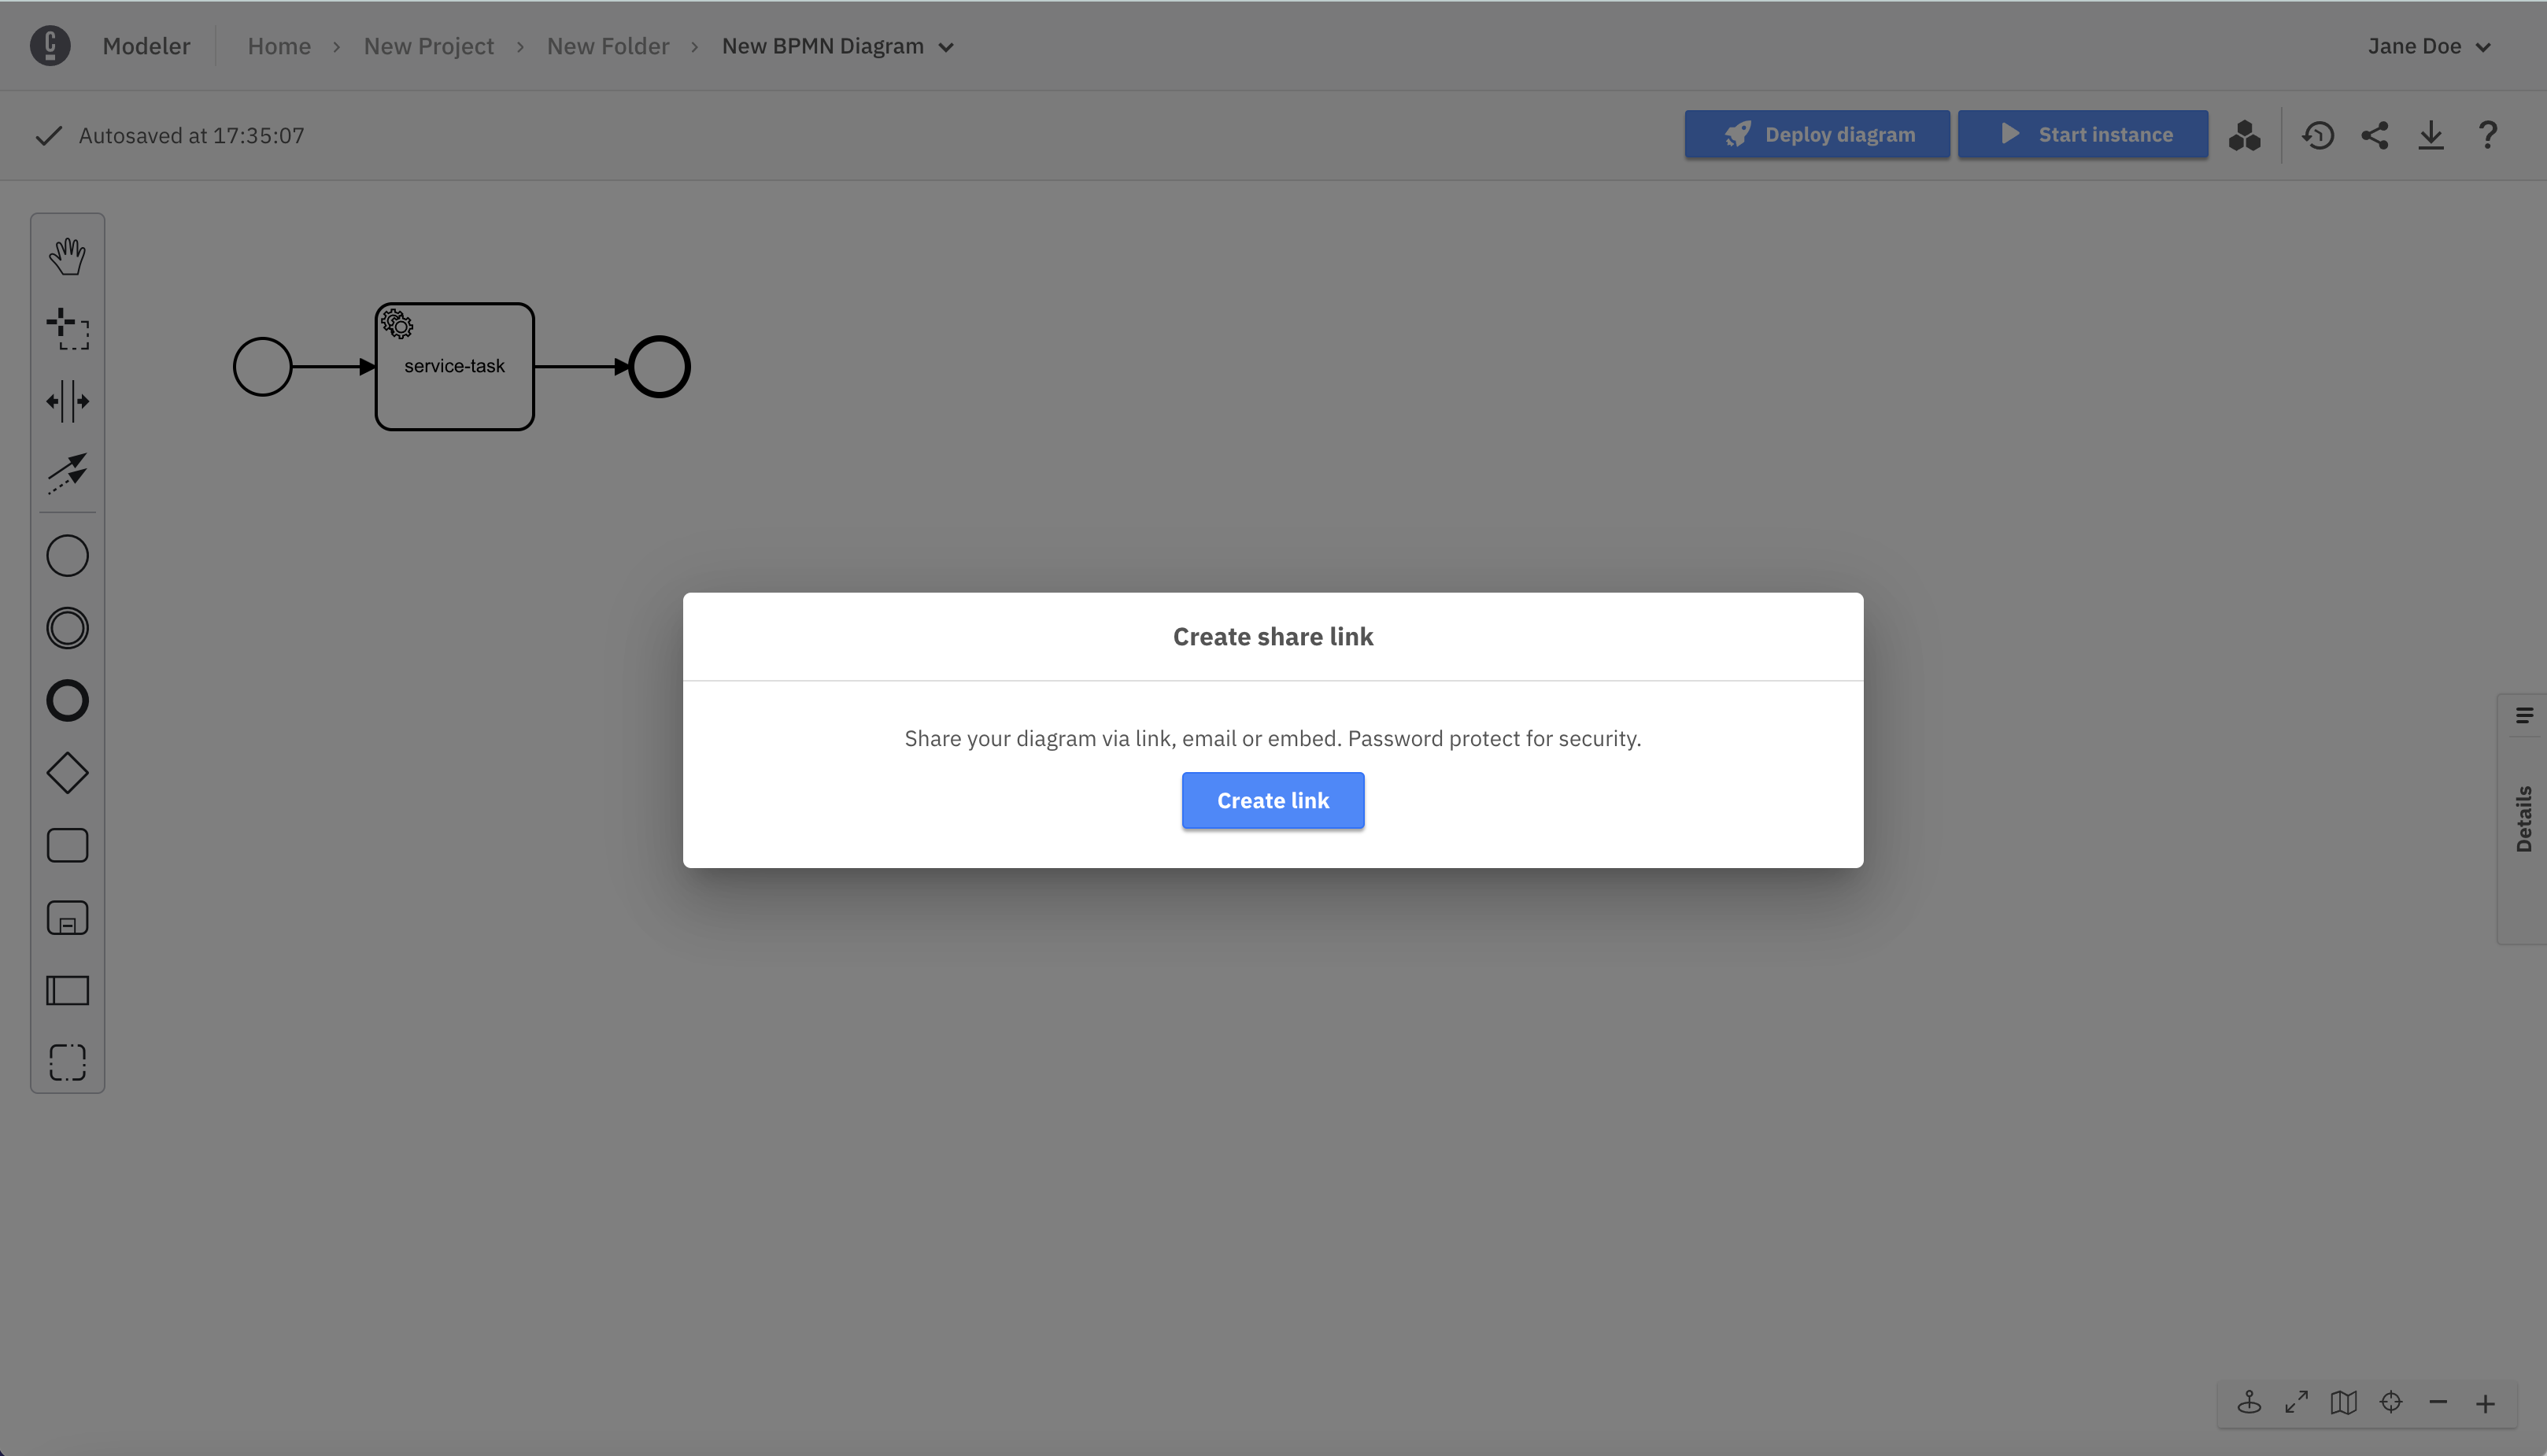 Modeler
Home > New Project > New Folder > New BPMN Diagram
Jane Doe
Autosaved at 17:35:07
Deploy diagram
Start instance
?
service-task
Create share link
Share your diagram via link, email or embed. Password protect for security.
Create link
Details